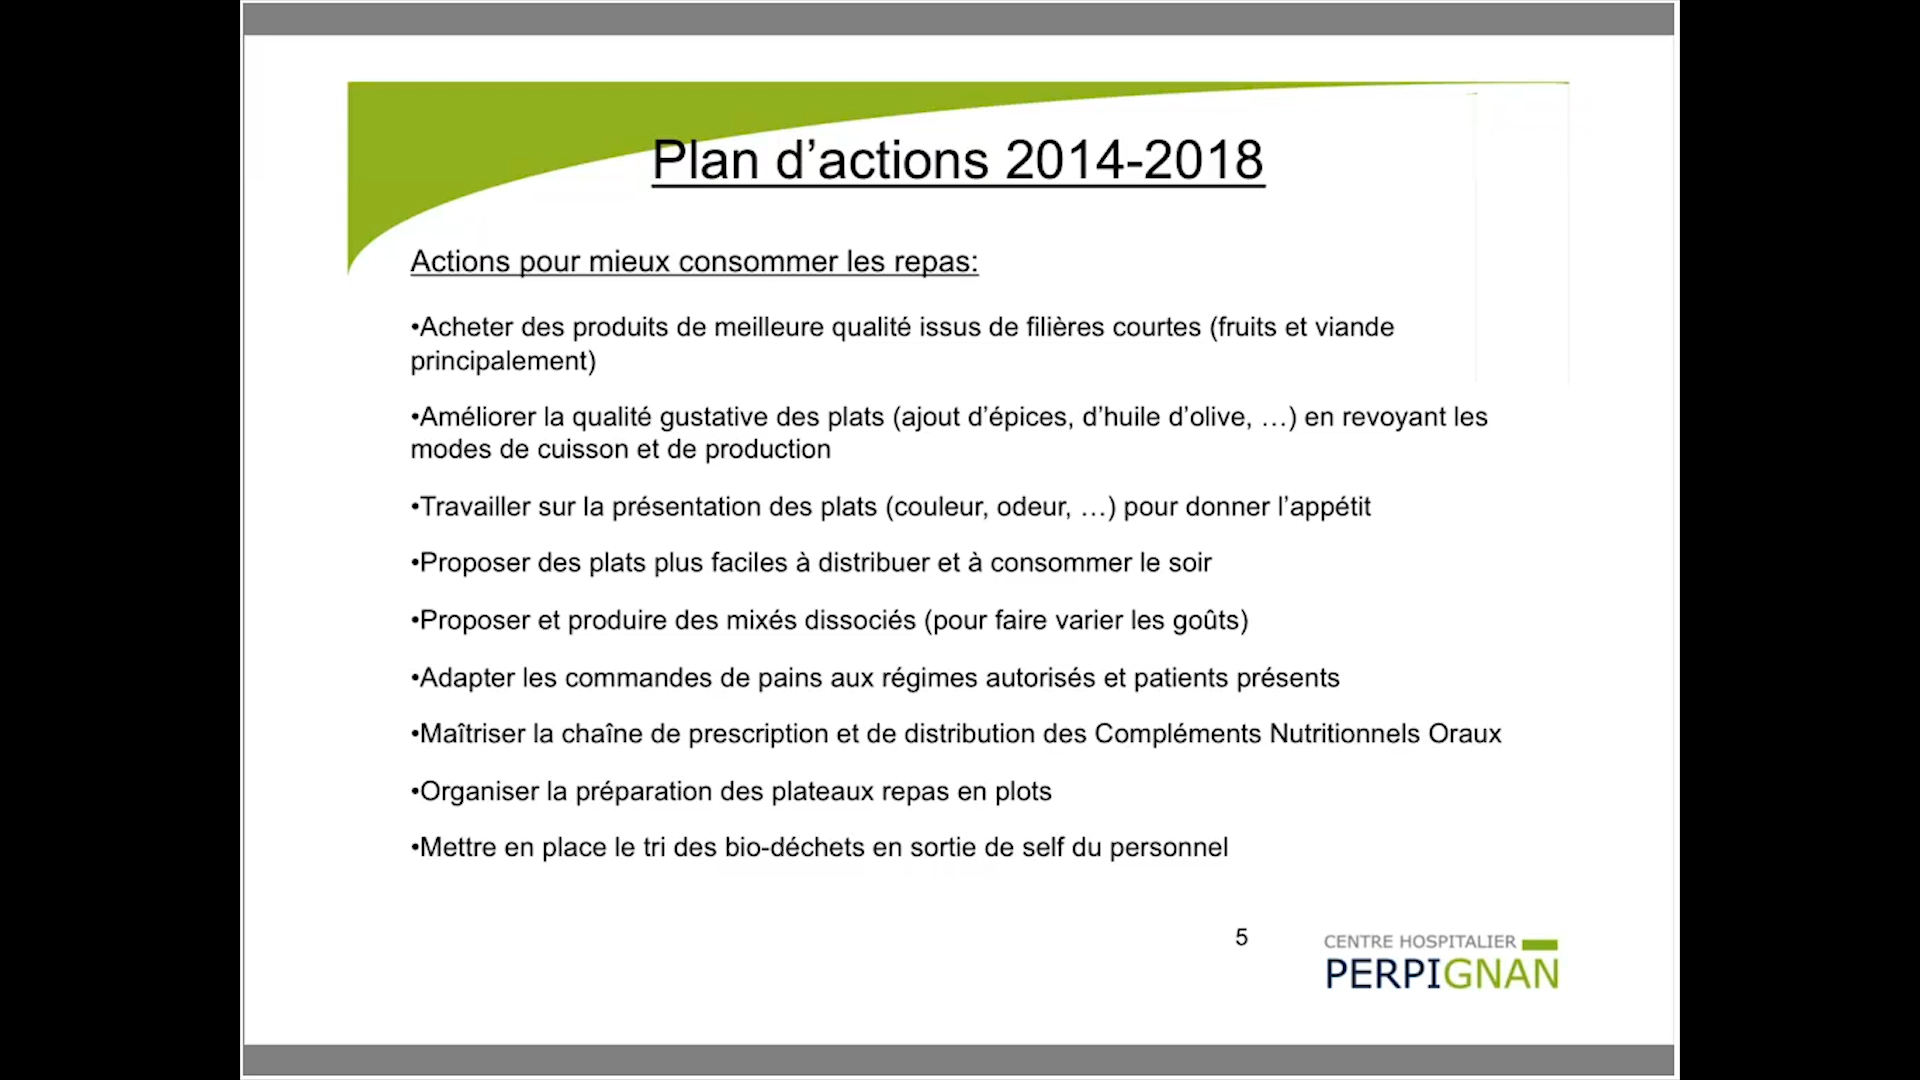 Plan d’actions 2014-2018
Actions pour mieux consommer les repas:
•Acheter des produits de meilleure qualité issus de filières courtes (fruits et viande
principalement)
•Améliorer la qualité gustative des plats (ajout d’épices, d’huile d’olive, …) en revoyant les
modes de cuisson et de production
•Travailler sur la présentation des plats (couleur, odeur, …) pour donner l’appétit
•Proposer des plats plus faciles à distribuer et à consommer le soir
•Proposer et produire des mixés dissociés (pour faire varier les goûts)
•Adapter les commandes de pains aux régimes autorisés et patients présents
•Maîtriser la chaîne de prescription et de distribution des Compléments Nutritionnels Oraux
•Organiser la préparation des plateaux repas en plots
•Mettre en place le tri des bio-déchets en sortie de self du personnel
5
CENTRE HOSPITALIER
PERPIGNAN